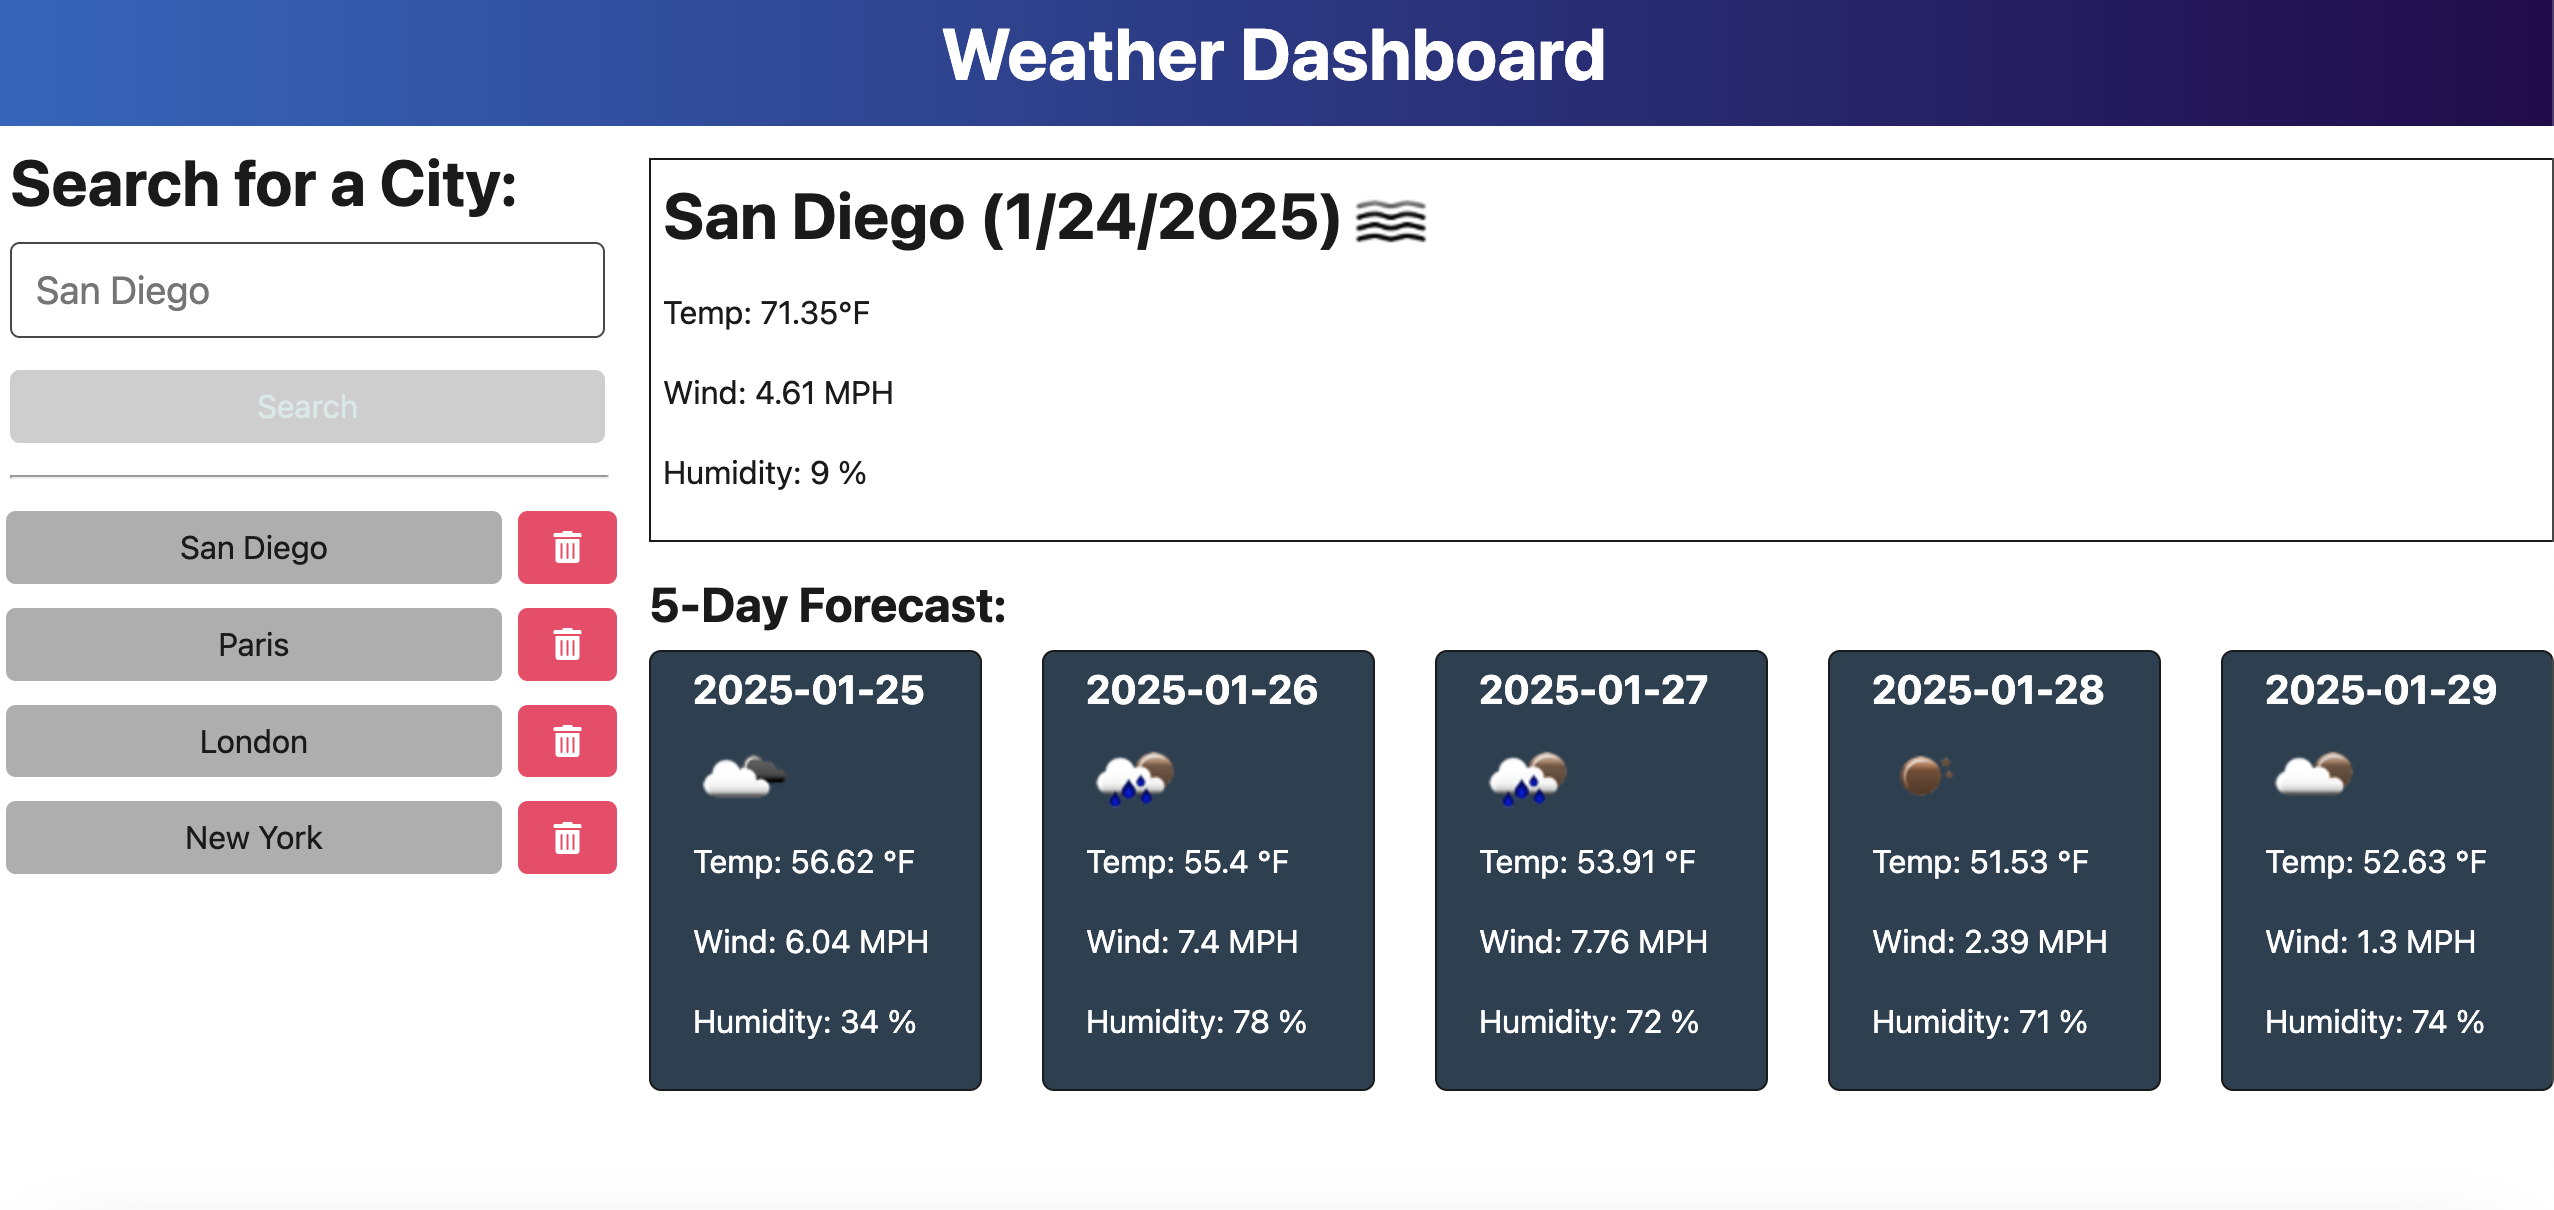 Weather Dashboard
Search for a City:
San Diego
Search
San Diego
Paris
London
New York
San Diego (1/24/2025)
Temp: 71.35°F
Wind: 4.61 MPH
Humidity: 9 %
5-Day Forecast:
2025-01-25
Temp: 56.62 °F
Wind: 6.04 MPH
Humidity: 34 %
2025-01-26
Temp: 55.4 °F
Wind: 7.4 MPH
Humidity: 78 %
2025-01-27
Temp: 53.91 °F
Wind: 7.76 MPH
Humidity: 72 %
2025-01-28
Temp: 51.53 °F
Wind: 2.39 MPH
Humidity: 71 %
2025-01-29
Temp: 52.63 °F
Wind: 1.3 MPH
Humidity: 74 %